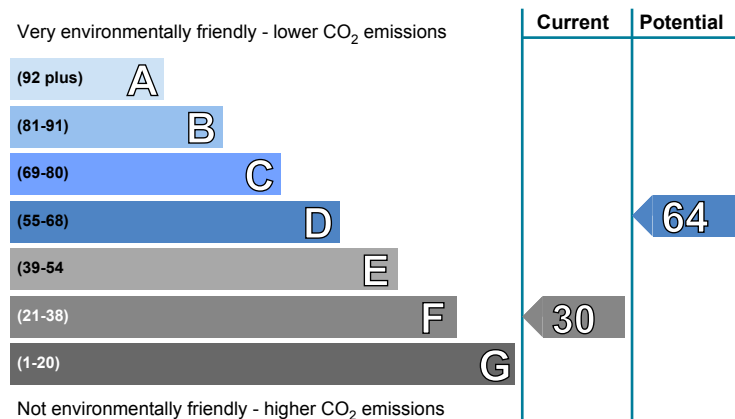 Very environmentally friendly - lower CO₂ emissions
Current
Potential
(92 plus) A
(81-91) B
(69-80) C
(55-68) D
64
(39-54 E
(21-38) F
30
(1-20) G
Not environmentally friendly - higher CO₂ emissions